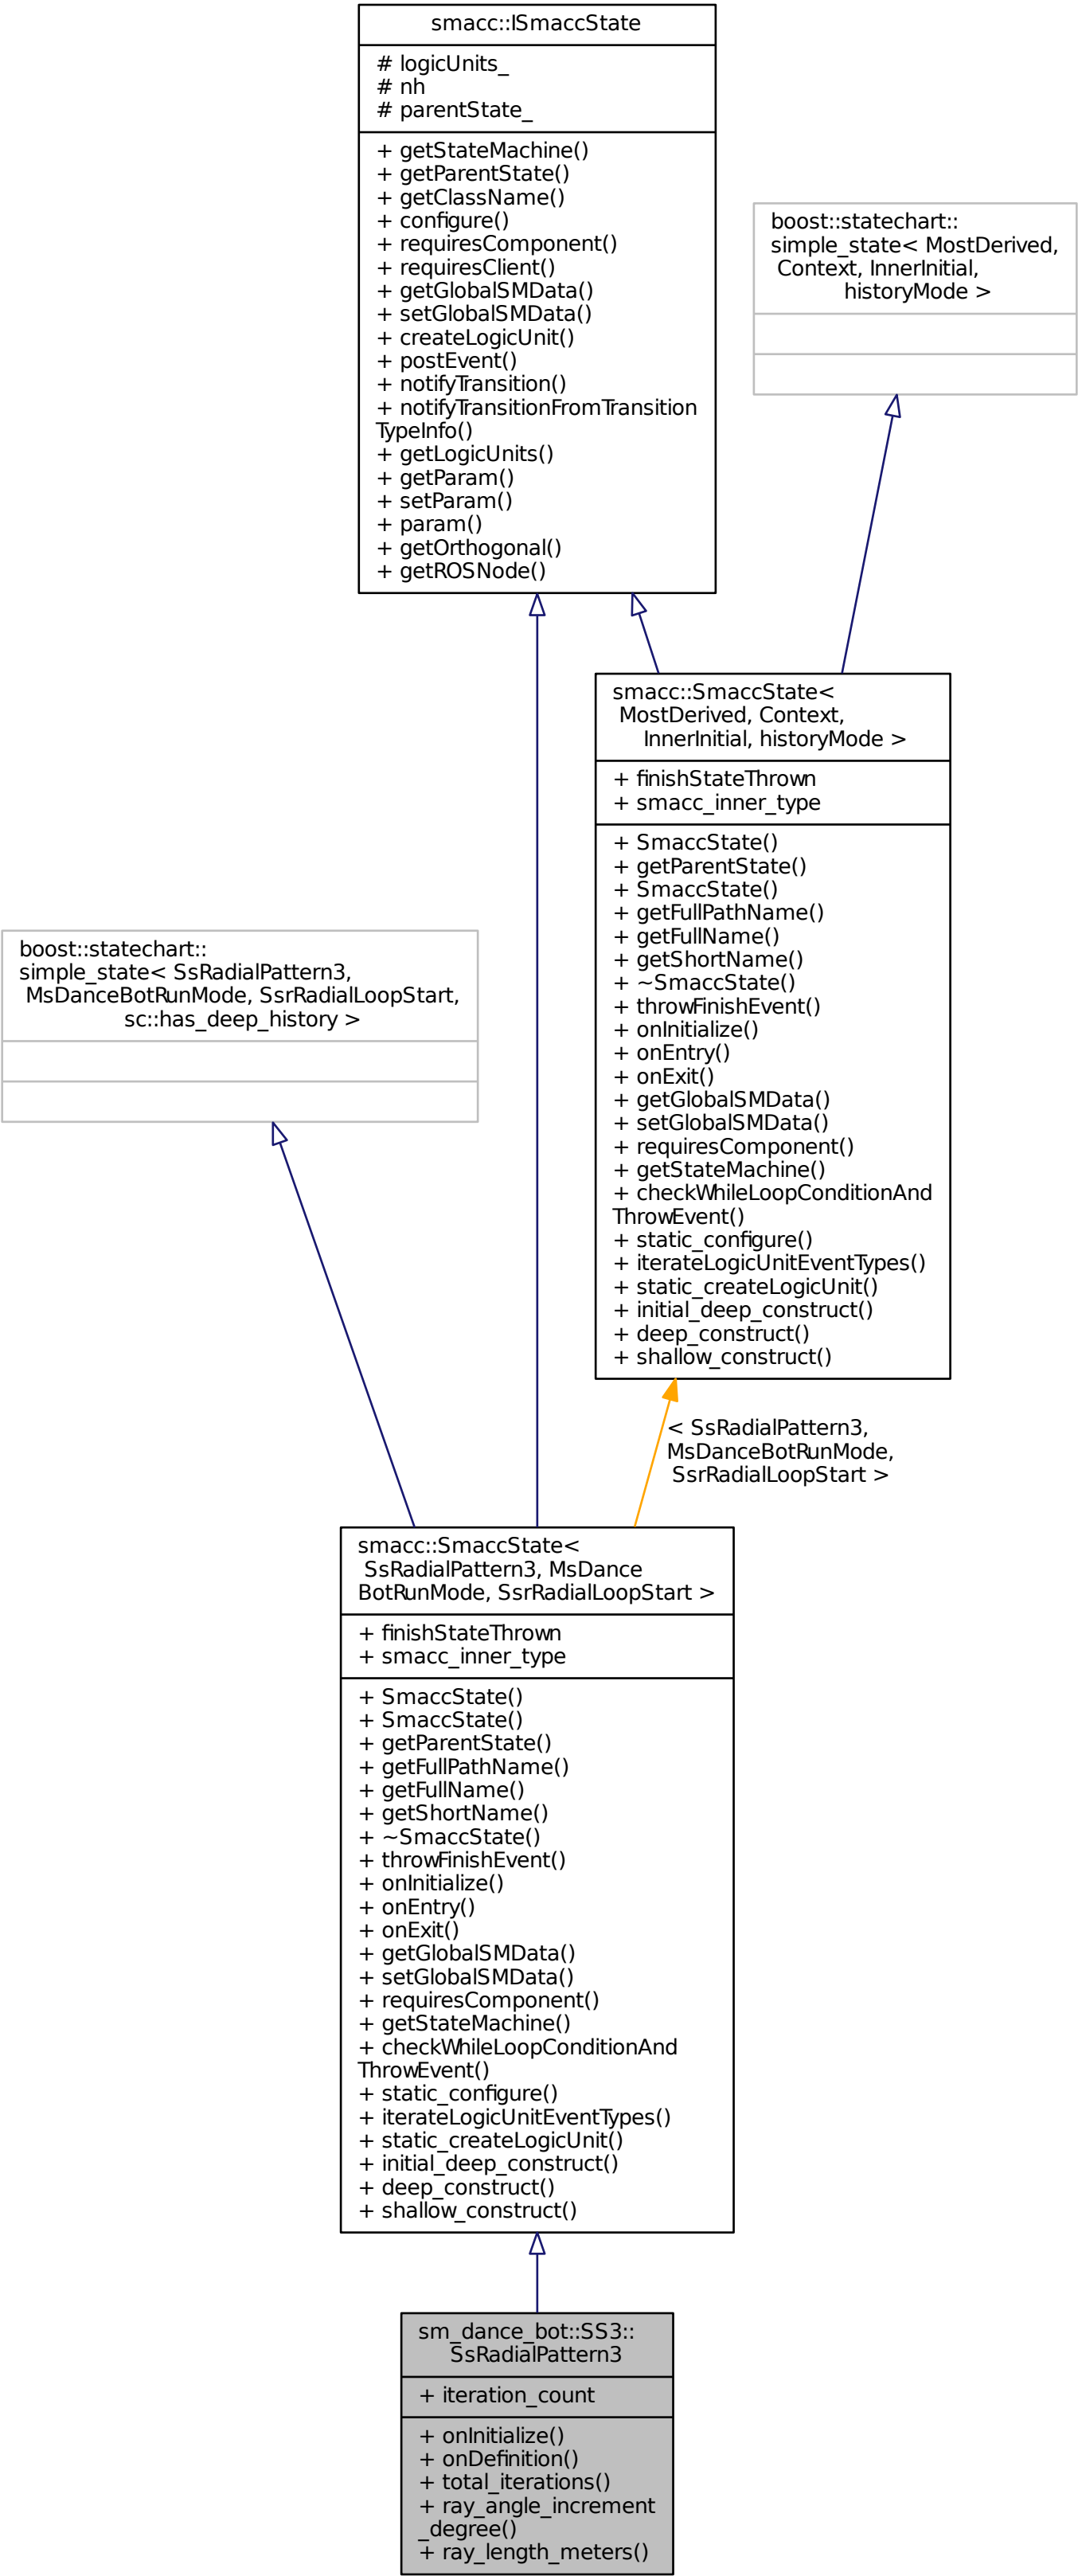 smacc::ISmaccState
# logicUnits_
# nh
# parentState_
+ getStateMachine()
+ getParentState()
+ getClassName()
+ configure()
+ requiresComponent()
+ requiresClient()
+ getGlobalSMData()
+ setGlobalSMData()
+ createLogicUnit()
+ postEvent()
+ notifyTransition()
+ notifyTransitionFromTransition
TypeInfo()
+ getLogicUnits()
+ getParam()
+ setParam()
+ param()
+ getOrthogonal()
+ getROSNode()
boost::statechart::
simple_state< MostDerived,
Context, InnerInitial,
historyMode >
smacc::SmaccState<
MostDerived, Context,
InnerInitial, historyMode >
+ finishStateThrown
+ smacc_inner_type
+ SmaccState()
+ getParentState()
+ SmaccState()
+ getFullPathName()
+ getFullName()
+ getShortName()
+ ~SmaccState()
+ throwFinishEvent()
+ onInitialize()
+ onEntry()
+ onExit()
+ getGlobalSMData()
+ setGlobalSMData()
+ requiresComponent()
+ getStateMachine()
+ checkWhileLoopConditionAnd
ThrowEvent()
+ static_configure()
+ iterateLogicUnitEventTypes()
+ static_createLogicUnit()
+ initial_deep_construct()
+ deep_construct()
+ shallow_construct()
boost::statechart::
simple_state< SsRadialPattern3,
MsDanceBotRunMode, SsrRadialLoopStart,
sc::has_deep_history >
< SsRadialPattern3,
MsDanceBotRunMode,
SsrRadialLoopStart >
smacc::SmaccState<
SsRadialPattern3, MsDance
BotRunMode, SsrRadialLoopStart >
+ finishStateThrown
+ smacc_inner_type
+ SmaccState()
+ SmaccState()
+ getParentState()
+ getFullPathName()
+ getFullName()
+ getShortName()
+ ~SmaccState()
+ throwFinishEvent()
+ onInitialize()
+ onEntry()
+ onExit()
+ getGlobalSMData()
+ setGlobalSMData()
+ requiresComponent()
+ getStateMachine()
+ checkWhileLoopConditionAnd
ThrowEvent()
+ static_configure()
+ iterateLogicUnitEventTypes()
+ static_createLogicUnit()
+ initial_deep_construct()
+ deep_construct()
+ shallow_construct()
sm_dance_bot::SS3::
SsRadialPattern3
+ iteration_count
+ onInitialize()
+ onDefinition()
+ total_iterations()
+ ray_angle_increment
_degree()
+ ray_length_meters()